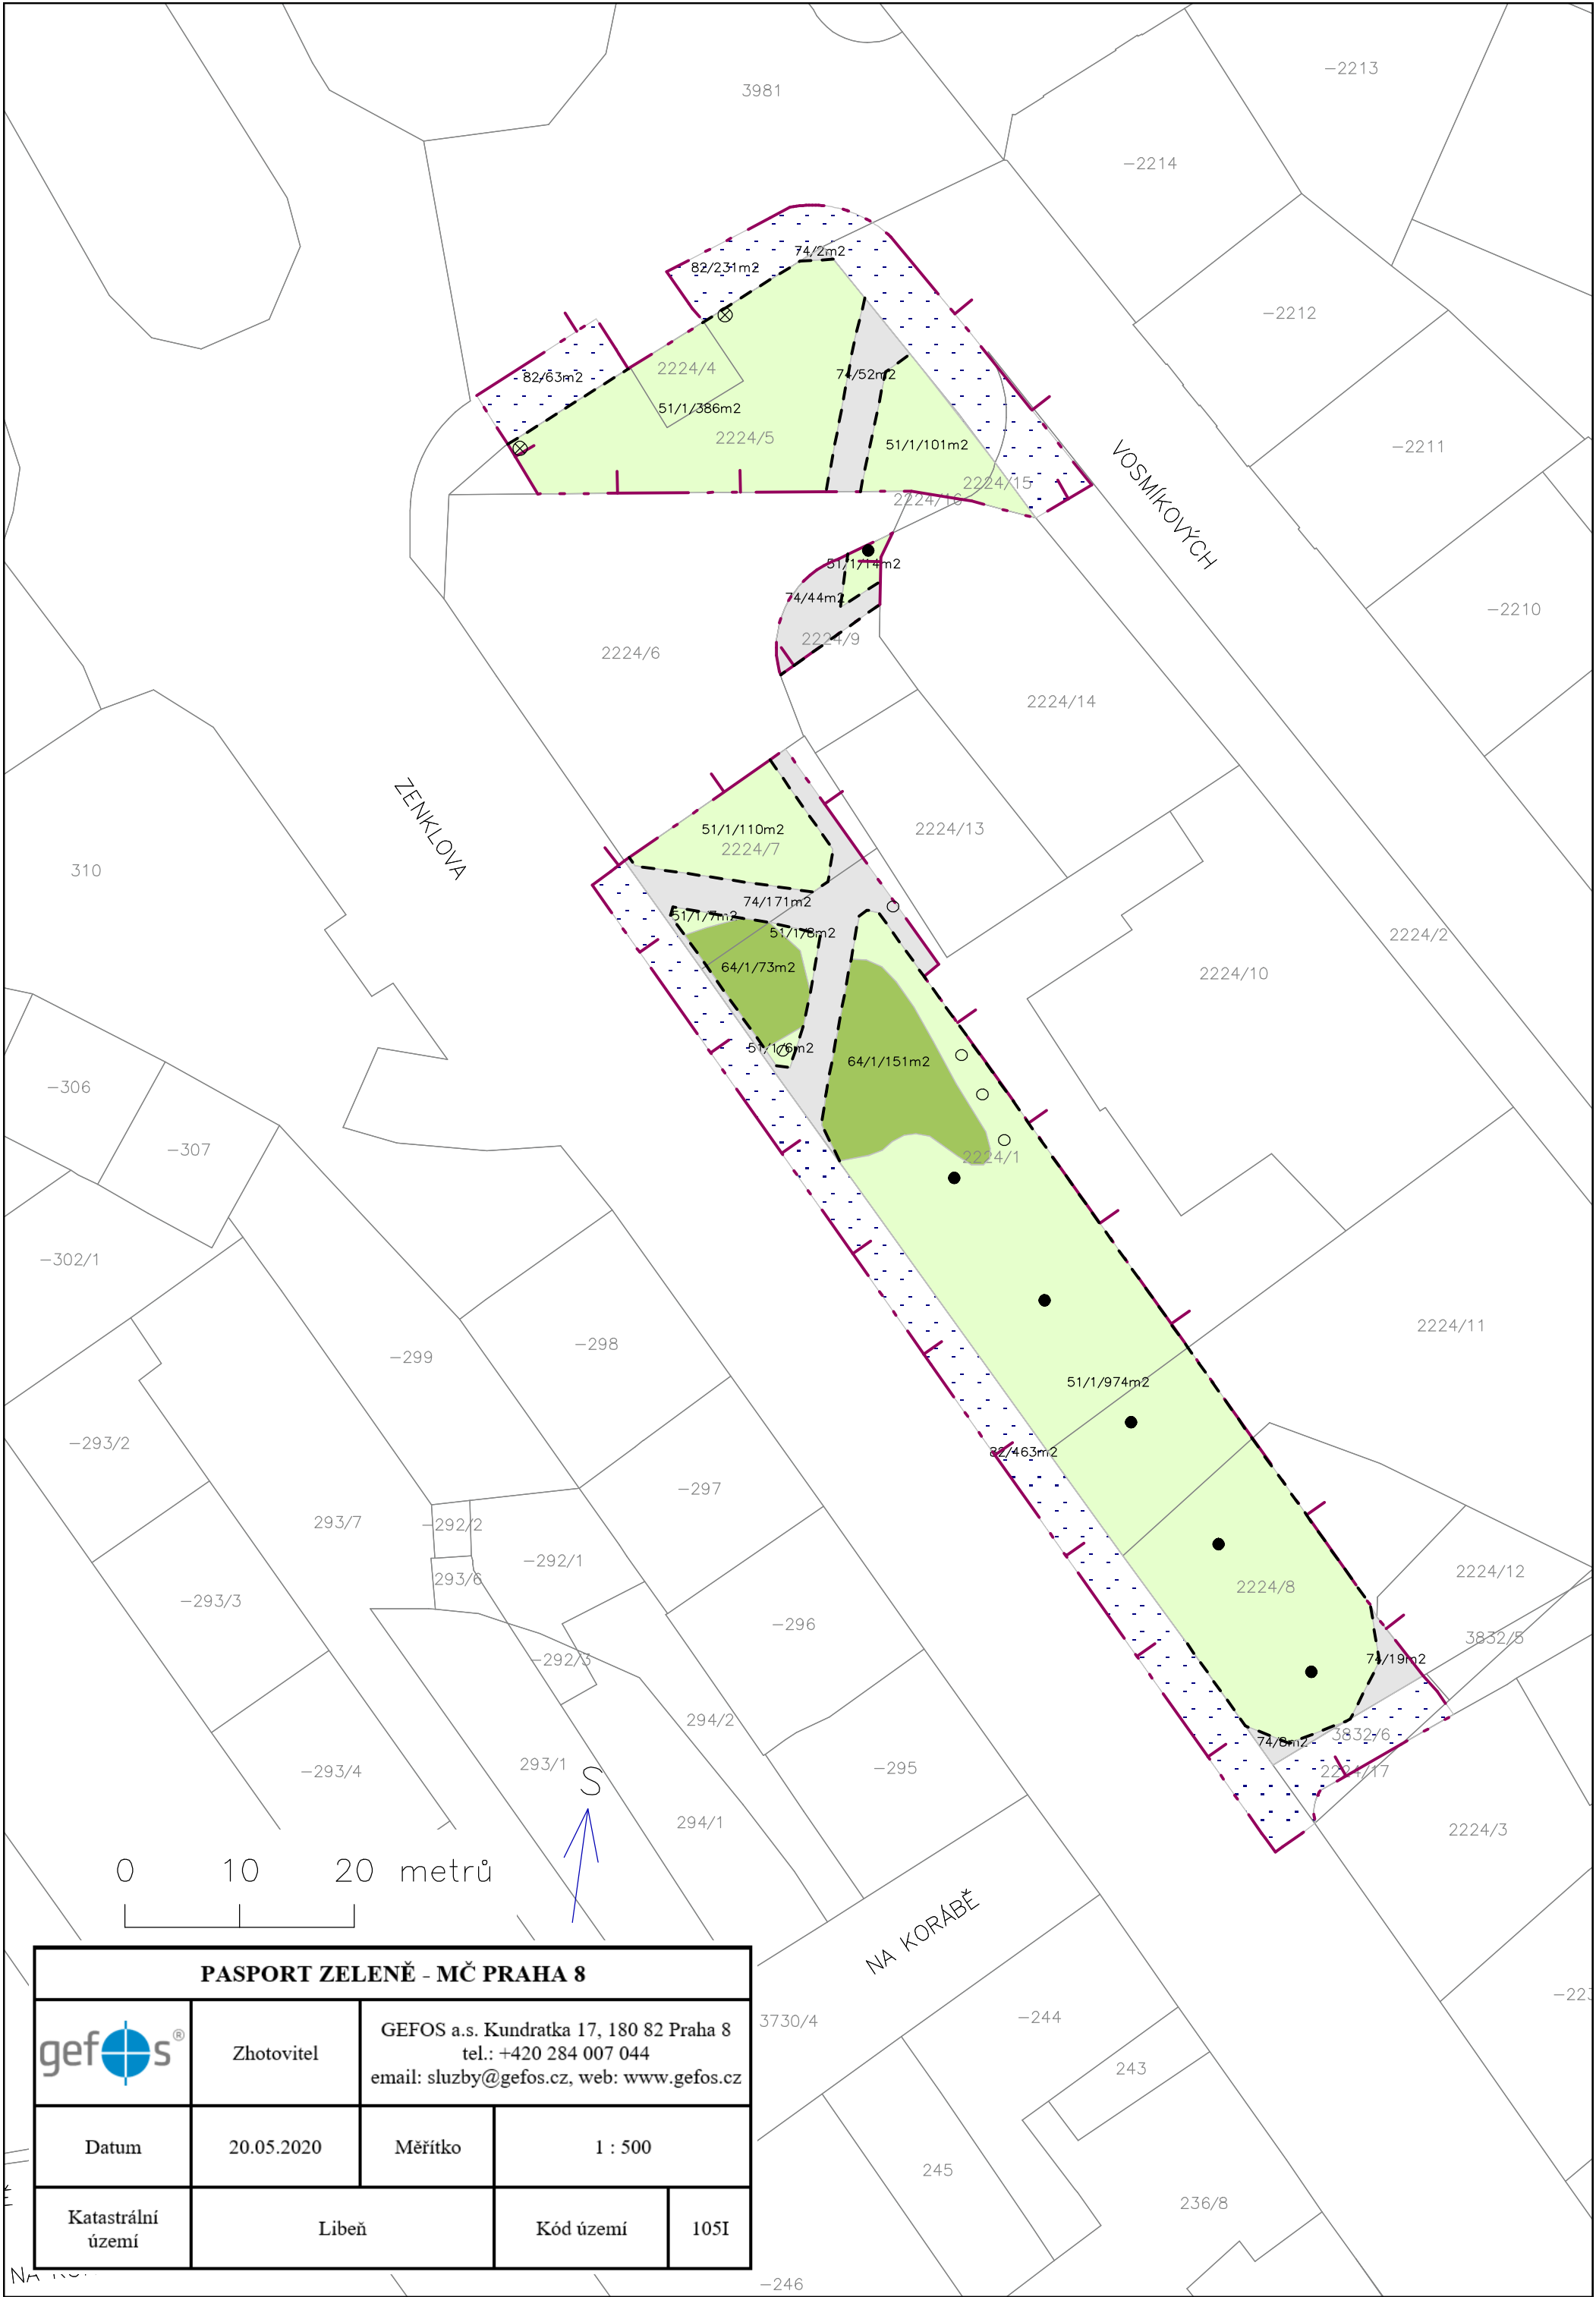 -2213
3981
-2214
74/2m2
82/231m2
-2212
2224/4
74/52m2
82/63m2
51/1/386m2
2224/5
51/1/101m2
-2211
VOSMÍKOVÝCH
2224/15
2224/16
51/1/14m2
74/44m2
-2210
2224/9
2224/6
2224/14
ZENKLOVA
51/1/110m2
2224/13
2224/7
310
74/171m2
51/1/7m2
51/1/8m2
2224/2
64/1/73m2
2224/10
51/1/6m2
64/1/151m2
-306
-307
2224/1
-302/1
2224/11
-298
-299
51/1/974m2
-293/2
82/463m2
-297
293/7
-292/2
-292/1
2224/12
293/6
2224/8
-293/3
-296
3832/5
-292/3
74/19m2
294/2
3832/6
74/8m2
293/1
-295
2224/17
-293/4
S
294/1
2224/3
0 10 20 metrů
NA KORÁBĚ
PASPORT ZELENĚ - MČ PRAHA 8
gefos®
Zhotovitel
GEFOS a.s. Kundratka 17, 180 82 Praha 8
tel.: +420 284 007 044
email: sluzby@gefos.cz, web: www.gefos.cz
Datum
20.05.2020
Měřítko
1 : 500
Katastrální
území
Libeň
Kód území
105I
3730/4
-244
243
245
236/8
-246